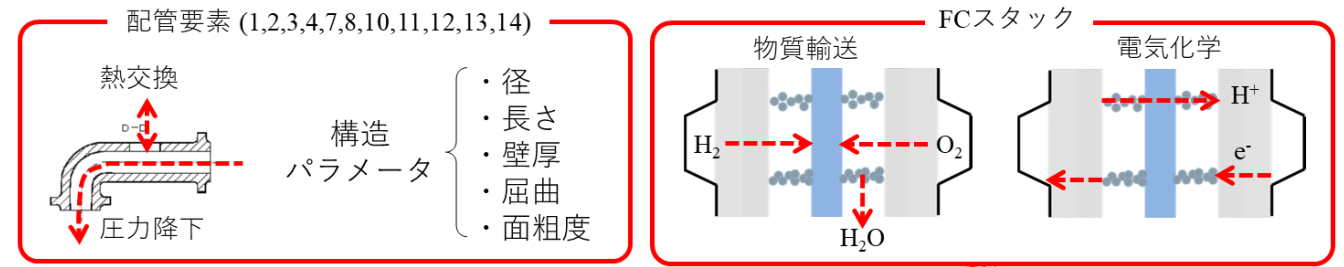 配管要素 (1,2,3,4,7,8,10,11,12,13,14)
熱交換
D-D
圧力降下
構造
パラメータ
・径
・長さ
・壁厚
・屈曲
・面粗度
FCスタック
物質輸送
H2
O2
H2O
電気化学
H+
e-